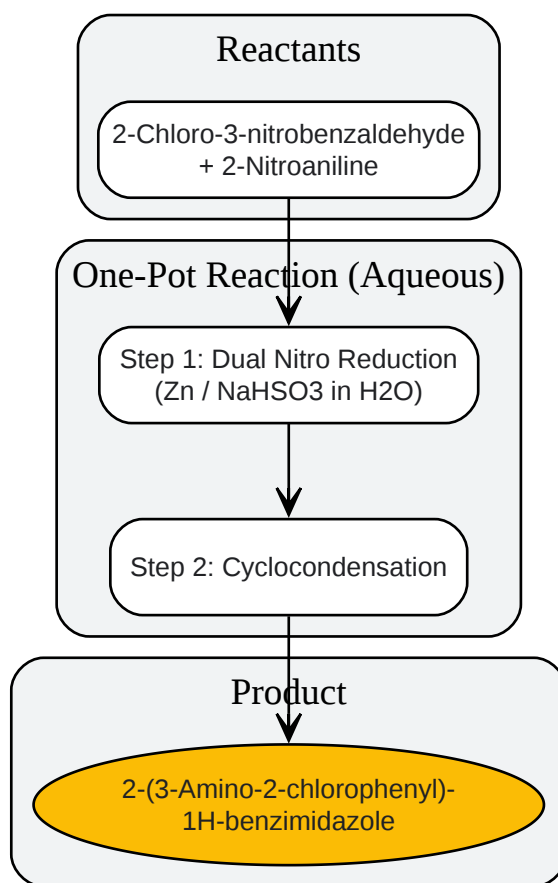 Reactants
2-Chloro-3-nitrobenzaldehyde
+ 2-Nitroaniline
One-Pot Reaction (Aqueous)
Step 1: Dual Nitro Reduction
(Zn / NaHSO3 in H2O)
Step 2: Cyclocondensation
Product
2-(3-Amino-2-chlorophenyl)-
1H-benzimidazole